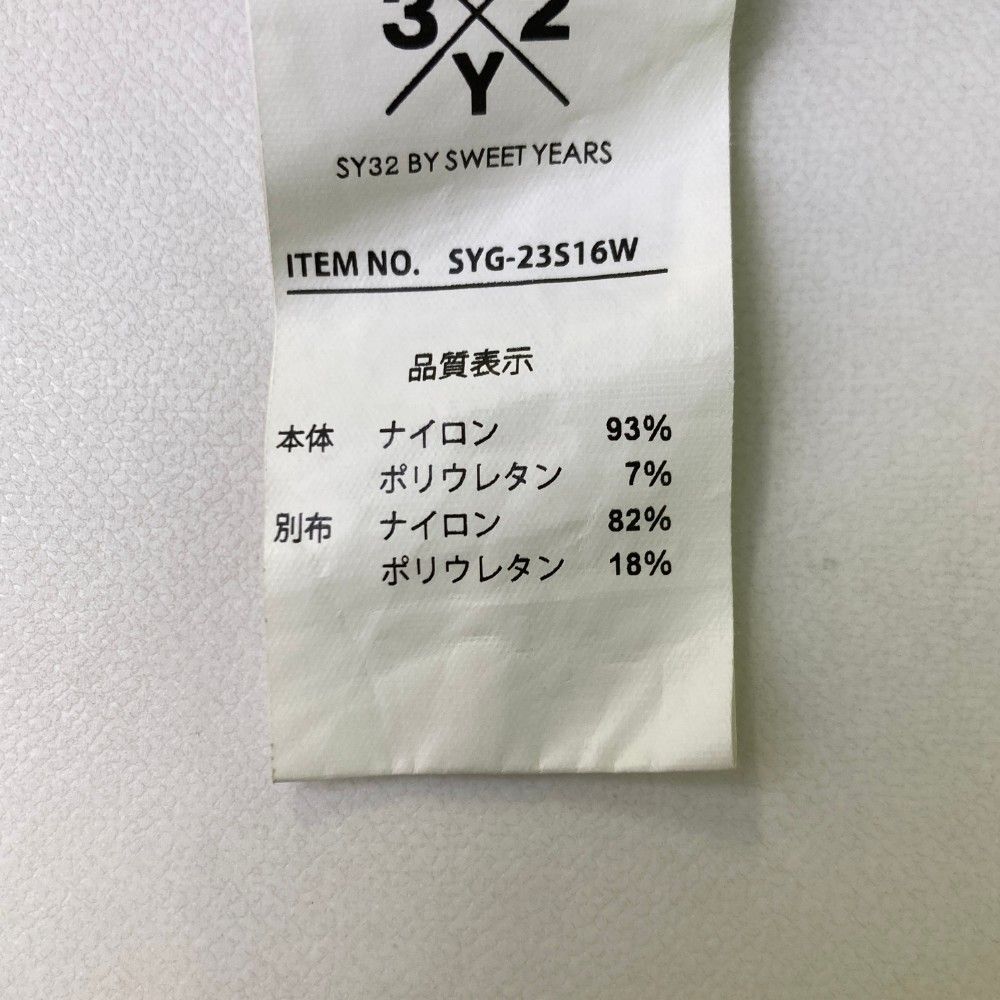 3 2
Y
SY32 BY SWEET YEARS
ITEM NO. SYG-23S16W
品質表示
本体 ナイロン 93%
ポリウレタン 7%
別布 ナイロン 82%
ポリウレタン 18%